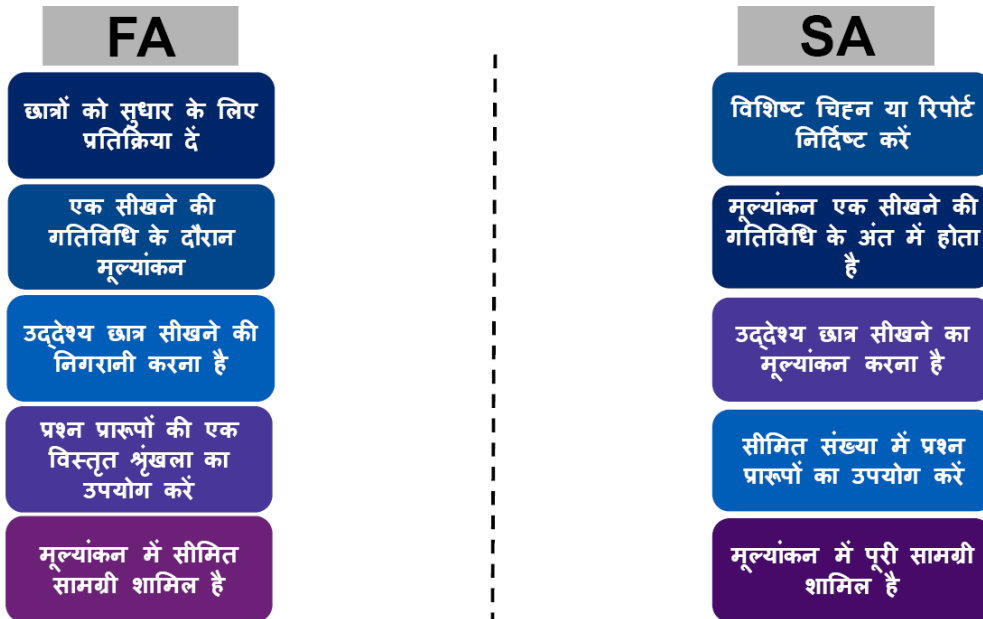 FA
छात्रों को सुधार के लिए
प्रतिक्रिया दें
एक सीखने की
गतिविधि के दौरान
मूल्यांकन
उद्देश्य छात्र सीखने की
निगरानी करना है
प्रश्न प्रारूपों की एक
विस्तृत श्रृंखला का
उपयोग करें
मूल्यांकन में सीमित
सामग्री शामिल है
SA
विशिष्ट चिह्न या रिपोर्ट
निर्दिष्ट करें
मूल्यांकन एक सीखने की
गतिविधि के अंत में होता
है
उद्देश्य छात्र सीखने का
मूल्यांकन करना है
सीमित संख्या में प्रश्न
प्रारूपों का उपयोग करें
मूल्यांकन में पूरी सामग्री
शामिल है